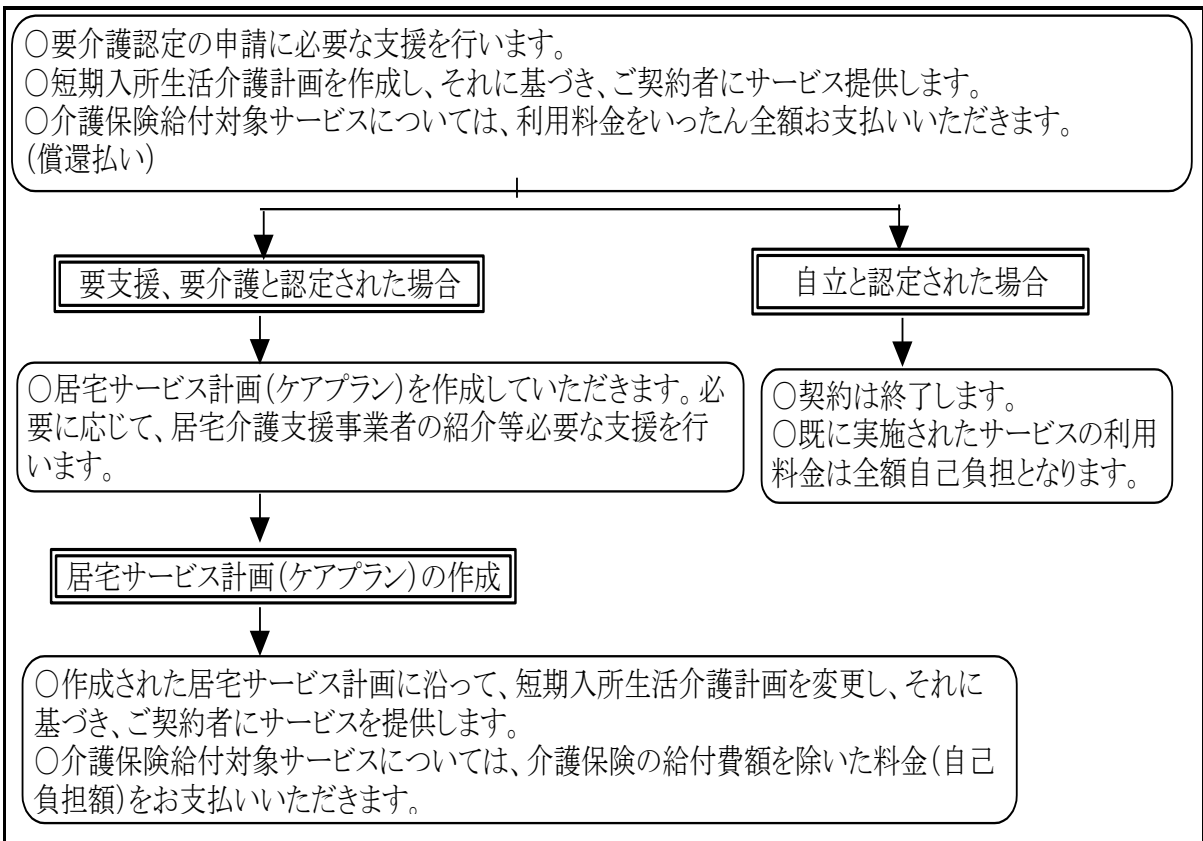 ○要介護認定の申請に必要な支援を行います。
○短期入所生活介護計画を作成し、それに基づき、ご契約者にサービス提供します。
○介護保険給付対象サービスについては、利用料金をいったん全額お支払いいただきます。
(償還払い)
要支援、要介護と認定された場合
自立と認定された場合
○居宅サービス計画(ケアプラン)を作成していただきます。必
要に応じて、居宅介護支援事業者の紹介等必要な支援を行
います。
○契約は終了します。
○既に実施されたサービスの利用
料金は全額自己負担となります。
居宅サービス計画(ケアプラン)の作成
○作成された居宅サービス計画に沿って、短期入所生活介護計画を変更し、それに
基づき、ご契約者にサービスを提供します。
○介護保険給付対象サービスについては、介護保険の給付費額を除いた料金(自己
負担額)をお支払いいただきます。